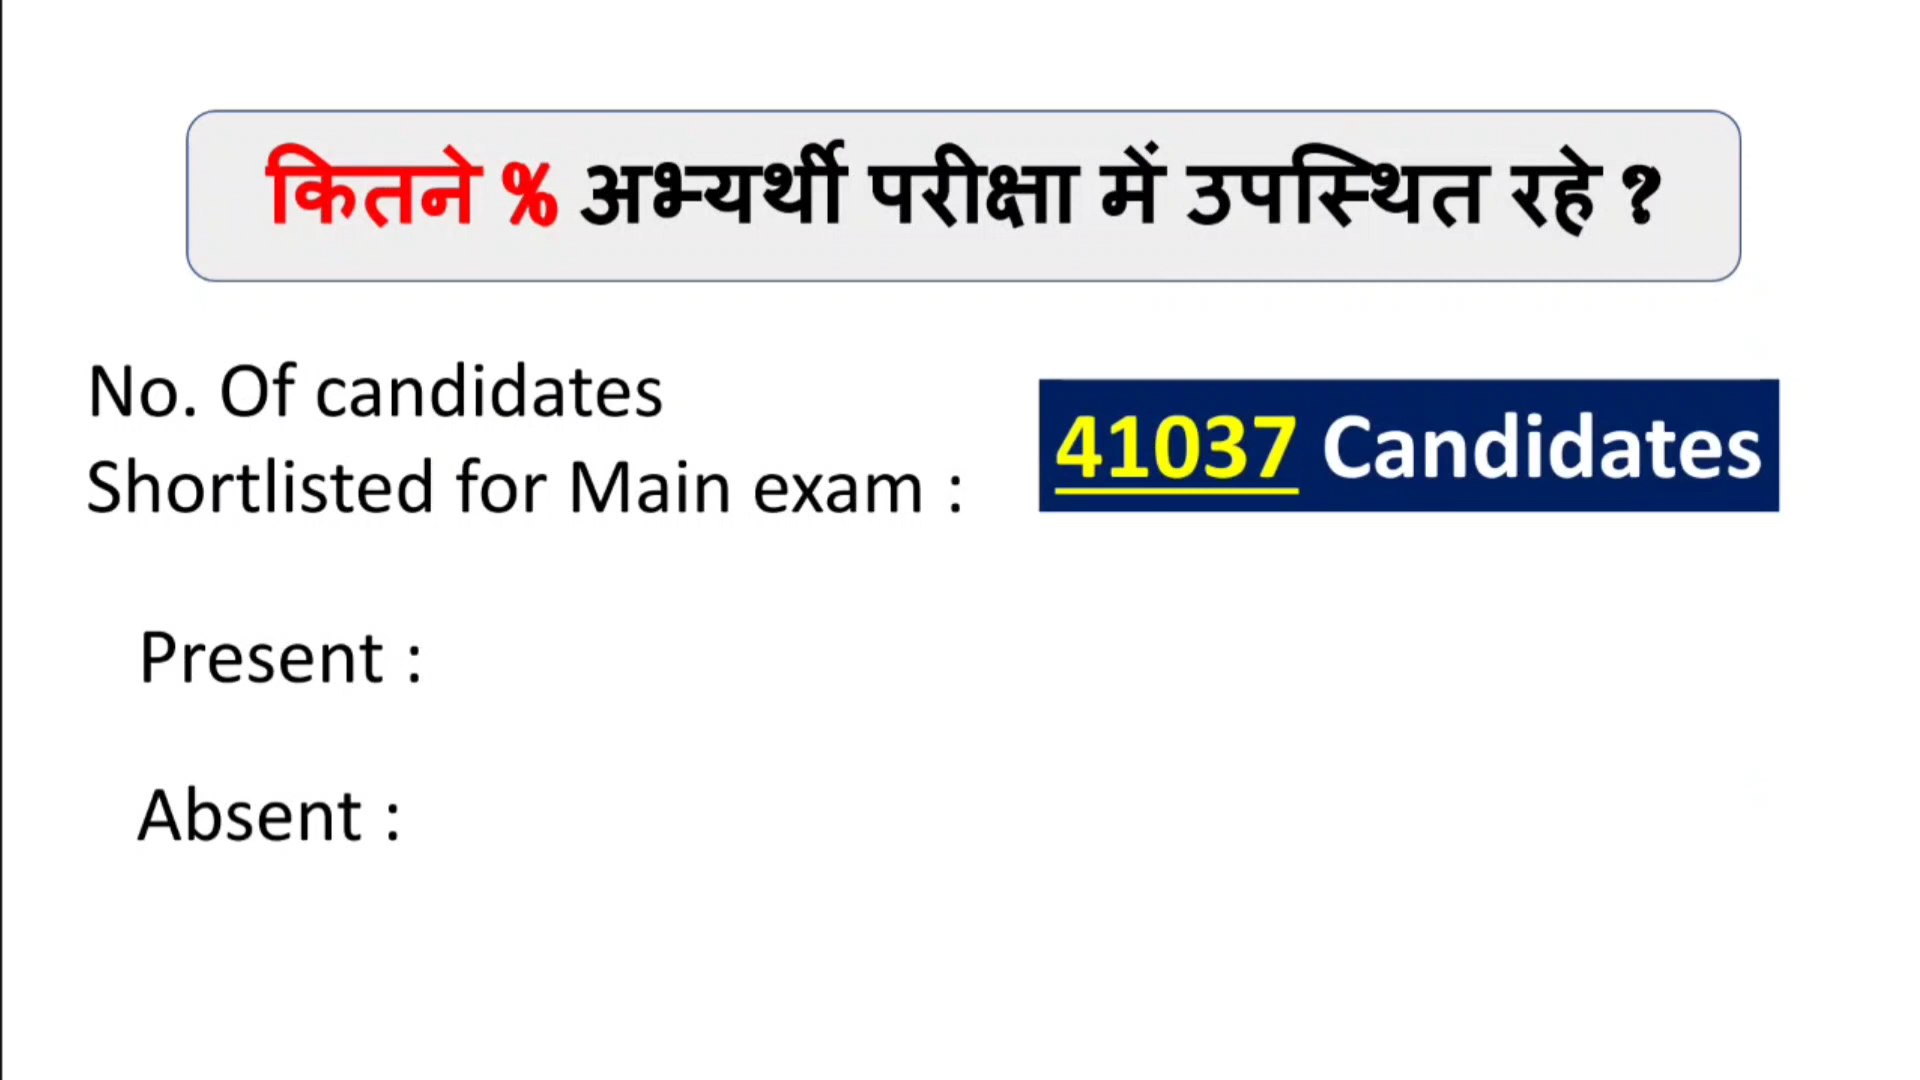 कितने % अभ्यर्थी परीक्षा में उपस्थित रहे ?
No. Of candidates
Shortlisted for Main exam :
41037 Candidates
Present :
Absent :